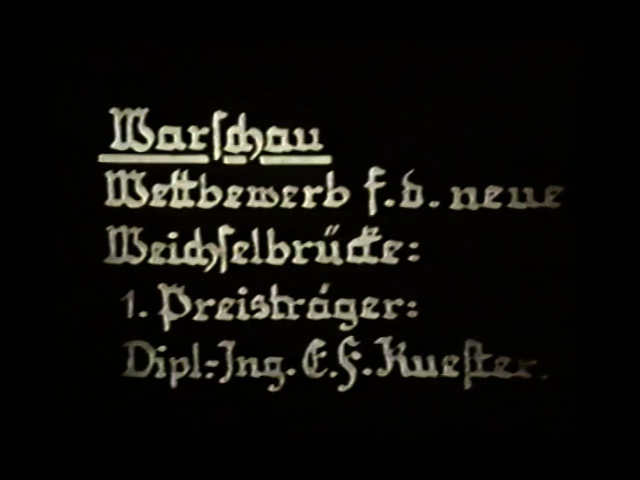 Warſchau
Wettbewerb f. d. neue
Weichſelbrücke:
1. Preisträger:
Dipl.-Ing. E. F. Kueſter.